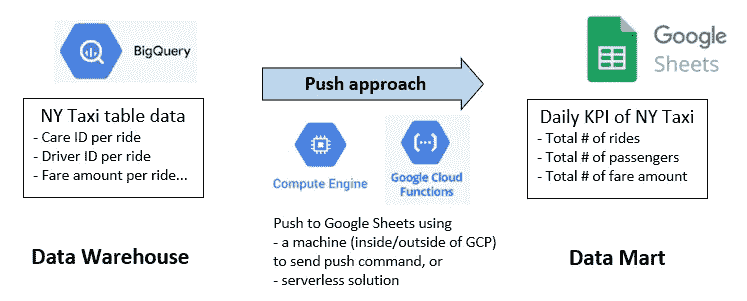 BigQuery
NY Taxi table data
- Care ID per ride
- Driver ID per ride
- Fare amount per ride...
Data Warehouse
Push approach
Compute Engine
Google Cloud
Functions
Push to Google Sheets using
- a machine (inside/outside of GCP)
to send push command, or
- serverless solution
Google
Sheets
Daily KPI of NY Taxi
- Total # of rides
- Total # of passengers
- Total # of fare amount
Data Mart